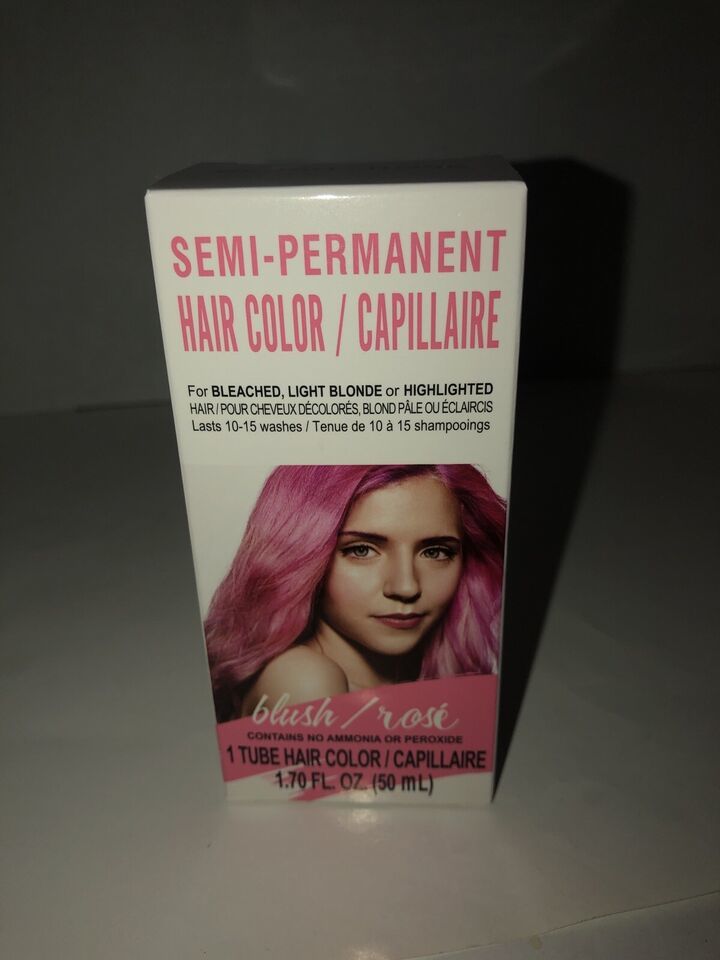 SEMI-PERMANENT
HAIR COLOR / CAPILLAIRE
For BLEACHED, LIGHT BLONDE or HIGHLIGHTED
HAIR / POUR CHEVEUX DÉCOLORÉS, BLOND PÂLE OU ÉCLAIRCIS
Lasts 10-15 washes / Tenue de 10 à 15 shampooings
blush / rosé
CONTAINS NO AMMONIA OR PEROXIDE
1 TUBE HAIR COLOR / CAPILLAIRE
1.70 FL. OZ. (50 mL)